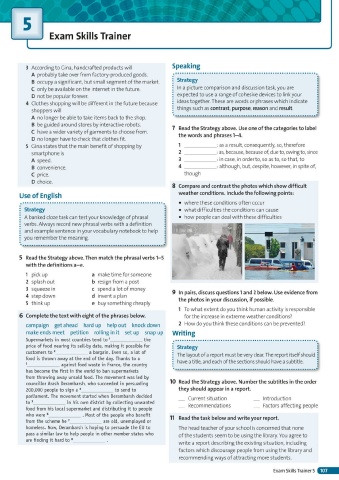 5
Exam Skills Trainer
3 According to Gina, handcrafted products will
A probably take over from factory-produced goods.
B occupy a significant, but small segment of the market.
C only be available on the internet in the future.
D not be popular forever.
4 Clothes shopping will be different in the future because shoppers will
A no longer be able to take items back to the shop.
B be guided around stores by interactive robots.
C have a wider variety of garments to choose from.
D no longer have to check that clothes fit.
5 Gina states that the main benefit of shopping by
smartphone is
A speed.
B convenience.
C price.
D choice.
Use of English
Strategy
A banked cloze task can test your knowledge of phrasal
verbs. Always record new phrasal verbs with a definition
and example sentence in your vocabulary notebook to help
you remember the meaning.
5 Read the Strategy above. Then match the phrasal verbs 1–5
with the definitions a–e.
1 pick up a make time for someone
2 splash out b resign from a post
3 squeeze in c spend a lot of money
4 step down d invent a plan
5 think up e buy something cheaply
6 Complete the text with eight of the phrases below.
campaign get ahead hard up help out knock down
make ends meet petition rolling in it set up snap up
Supermarkets in most countries tend to 1 the
price of food nearing its sell-by date, making it possible for
customers to 2 a bargain. Even so, a lot of
food is thrown away at the end of the day. Thanks to a
3 against food waste in France, the country
has become the first in the world to ban supermarkets
from throwing away unsold food. The movement was led by
councillor Arash Derambarsh, who succeeded in persuading
200,000 people to sign a 4 to send to
parliament. The movement started when Derambarsh decided
to 5 in his own district by collecting unwanted
food from his local supermarket and distributing it to people
who were 6 . Most of the people who benefit
from the scheme he 7 are old, unemployed or
homeless. Now, Derambarsh is hoping to persuade the EU to
pass a similar law to help people in other member states who
are finding it hard to 8 .
Speaking
Strategy
In a picture comparison and discussion task, you are
expected to use a range of cohesive devices to link your
ideas together. These are words or phrases which indicate
things such as contrast, purpose, reason and result.
7 Read the Strategy above. Use one of the categories to label
the words and phrases 1–4.
1 : as a result, consequently, so, therefore
2 : as, because, because of, due to, owing to, since
3 : in case, in order to, so as to, so that, to
4 : although, but, despite, however, in spite of,
though
8 Compare and contrast the photos which show difficult
weather conditions. Include the following points:
• where these conditions often occur
• what difficulties the conditions can cause
• how people can deal with these difficulties
9 In pairs, discuss questions 1 and 2 below. Use evidence from
the photos in your discussion, if possible.
1 To what extent do you think human activity is responsible
for the increase in extreme weather conditions?
2 How do you think these conditions can be prevented?
Writing
Strategy
The layout of a report must be very clear. The report itself should
have a title, and each of the sections should have a subtitle.
10 Read the Strategy above. Number the subtitles in the order
they should appear in a report.
Current situation Introduction
Recommendations Factors affecting people
11 Read the task below and write your report.
The head teacher of your school is concerned that none
of the students seem to be using the library. You agree to
write a report describing the existing situation, including
factors which discourage people from using the library and
recommending ways of attracting more students.
Exam Skills Trainer 5 107